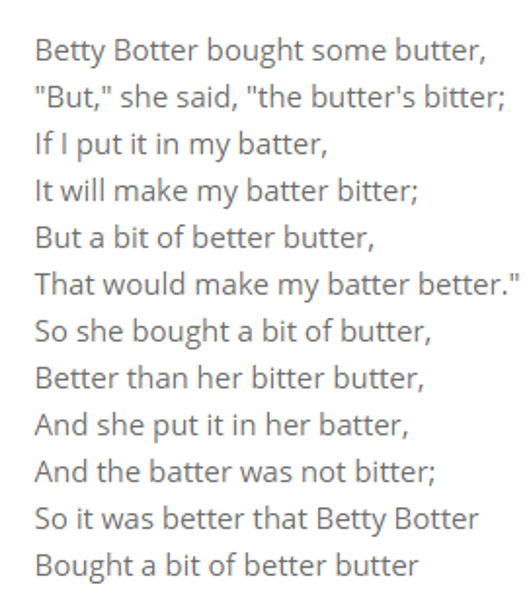 Betty Botter bought some butter,
"But," she said, "the butter's bitter;
If I put it in my batter,
It will make my batter bitter;
But a bit of better butter,
That would make my batter better."
So she bought a bit of butter,
Better than her bitter butter,
And she put it in her batter,
And the batter was not bitter;
So it was better that Betty Botter
Bought a bit of better butter